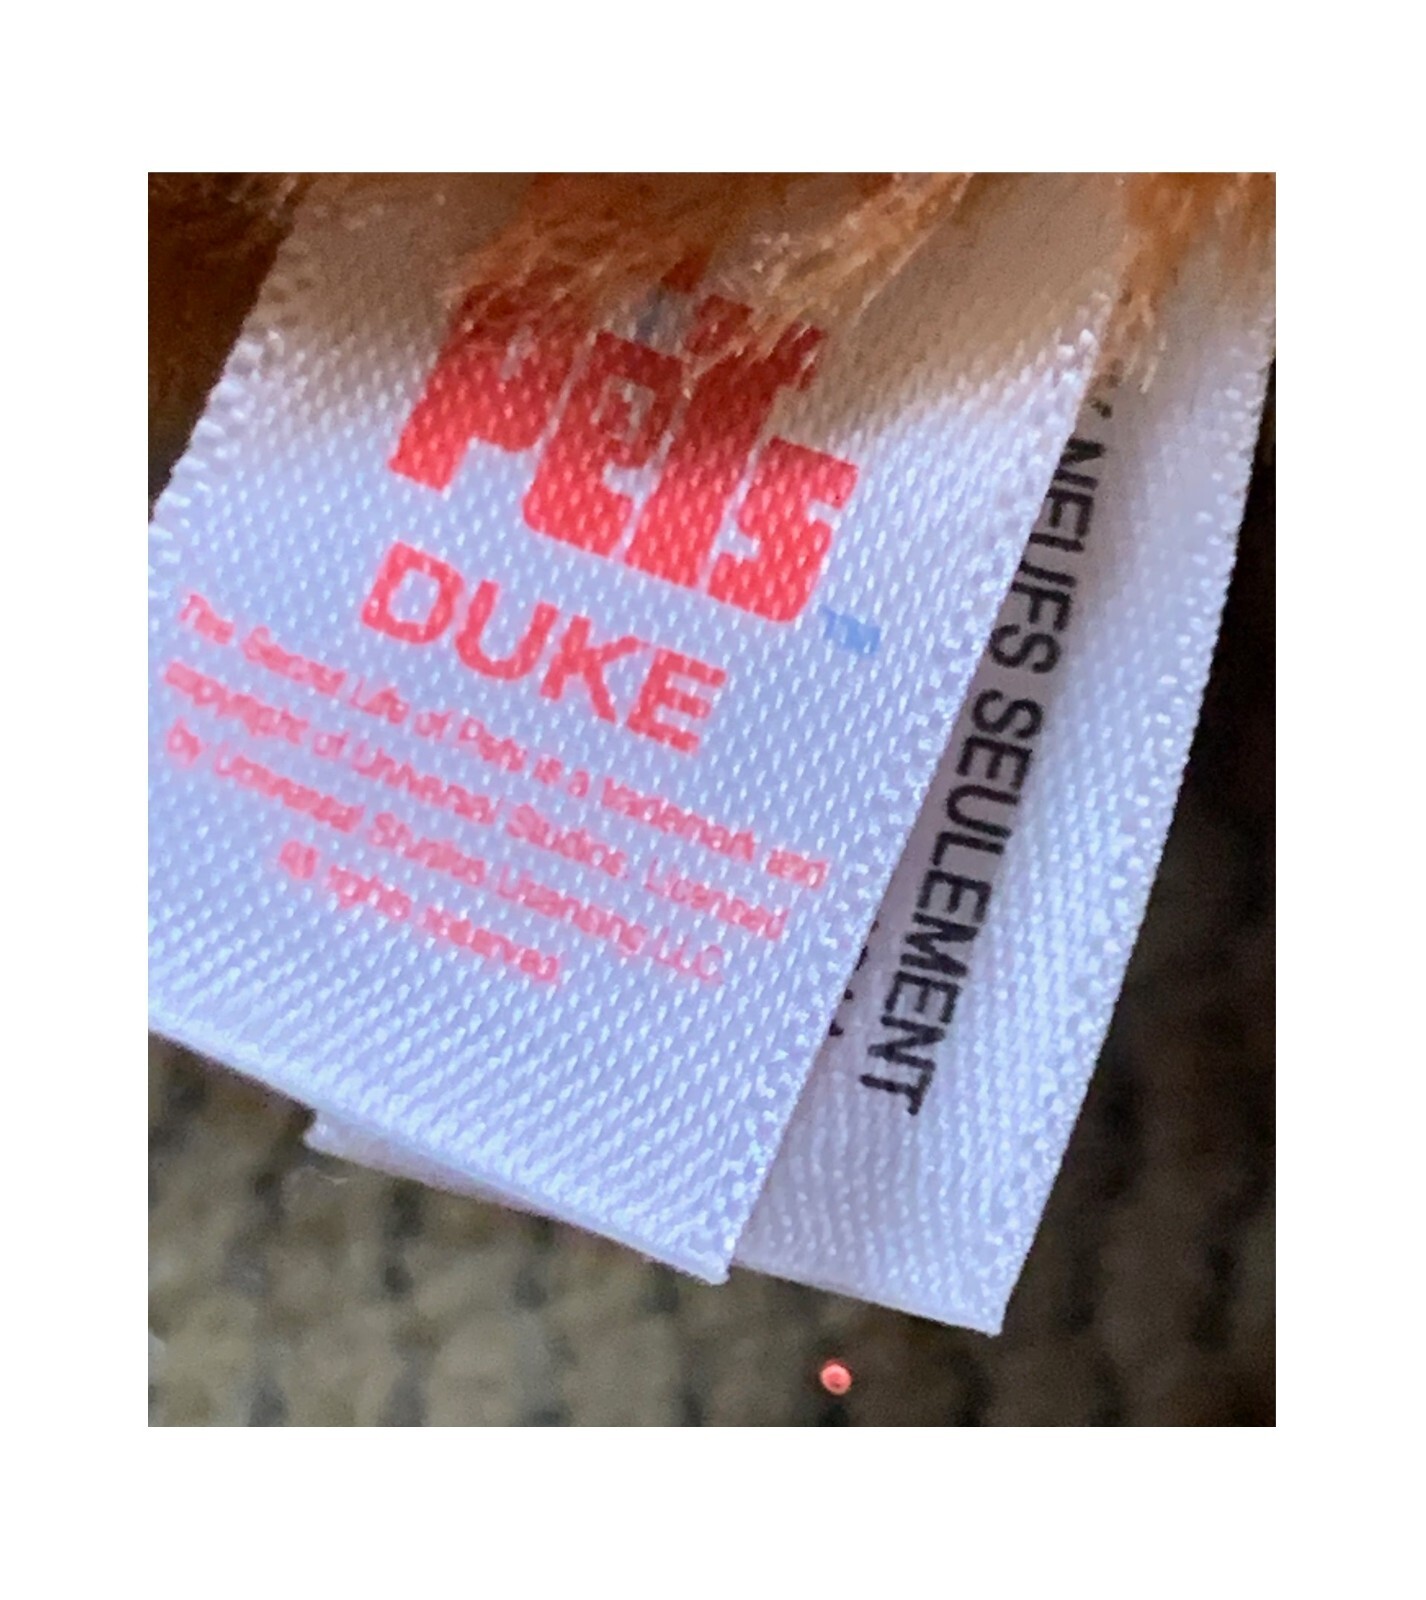 Pets
TM
DUKE
The Secret Life of Pets is a trademark and
copyright of Universal Studios. Licensed
by Universal Studios Licensing LLC.
All rights reserved.
NEUFS SEULEMENT